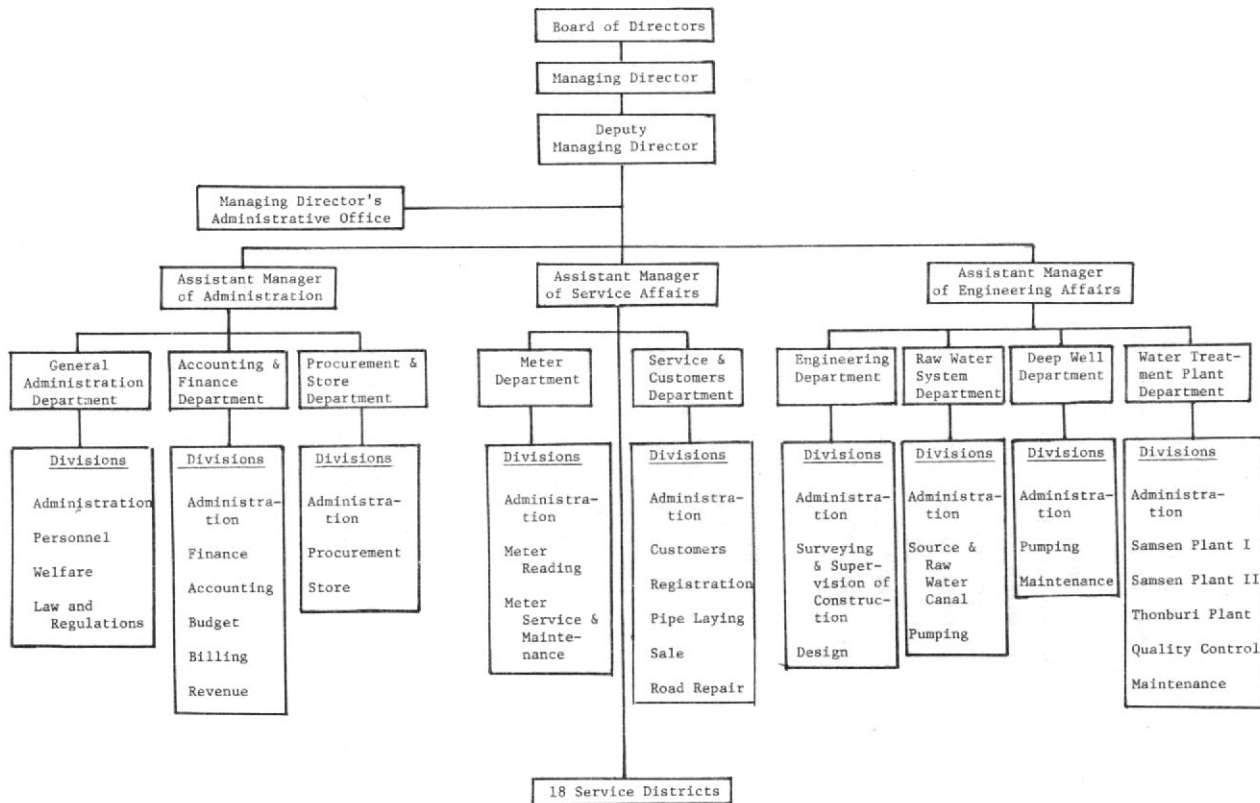 Board of Directors
Managing Director
Deputy
Managing Director
Managing Director's
Administrative Office
Assistant Manager
of Administration
Assistant Manager
of Service Affairs
Assistant Manager
of Engineering Affairs
General
Administration
Department
Accounting &
Finance
Department
Procurement &
Store
Department
Meter
Department
Service &
Customers
Department
Engineering
Department
Raw Water
System
Department
Deep Well
Department
Water Treat-
ment Plant
Department
Divisions
Administration
Personnel
Welfare
Law and
Regulations
Divisions
Administra-
tion
Finance
Accounting
Budget
Billing
Revenue
Divisions
Administra-
tion
Procurement
Store
Divisions
Administra-
tion
Meter
Reading
Meter
Service &
Mainte-
nance
Divisions
Administra-
tion
Customers
Registration
Pipe Laying
Sale
Road Repair
Divisions
Administra-
tion
Surveying
& Super-
vision of
Construc-
tion
Design
Divisions
Administra-
tion
Source &
Raw
Water
Canal
Pumping
Divisions
Administra-
tion
Pumping
Maintenance
Divisions
Administra-
tion
Samsen Plant I
Samsen Plant II
Thonburi Plant
Quality Control
Maintenance
18 Service Districts